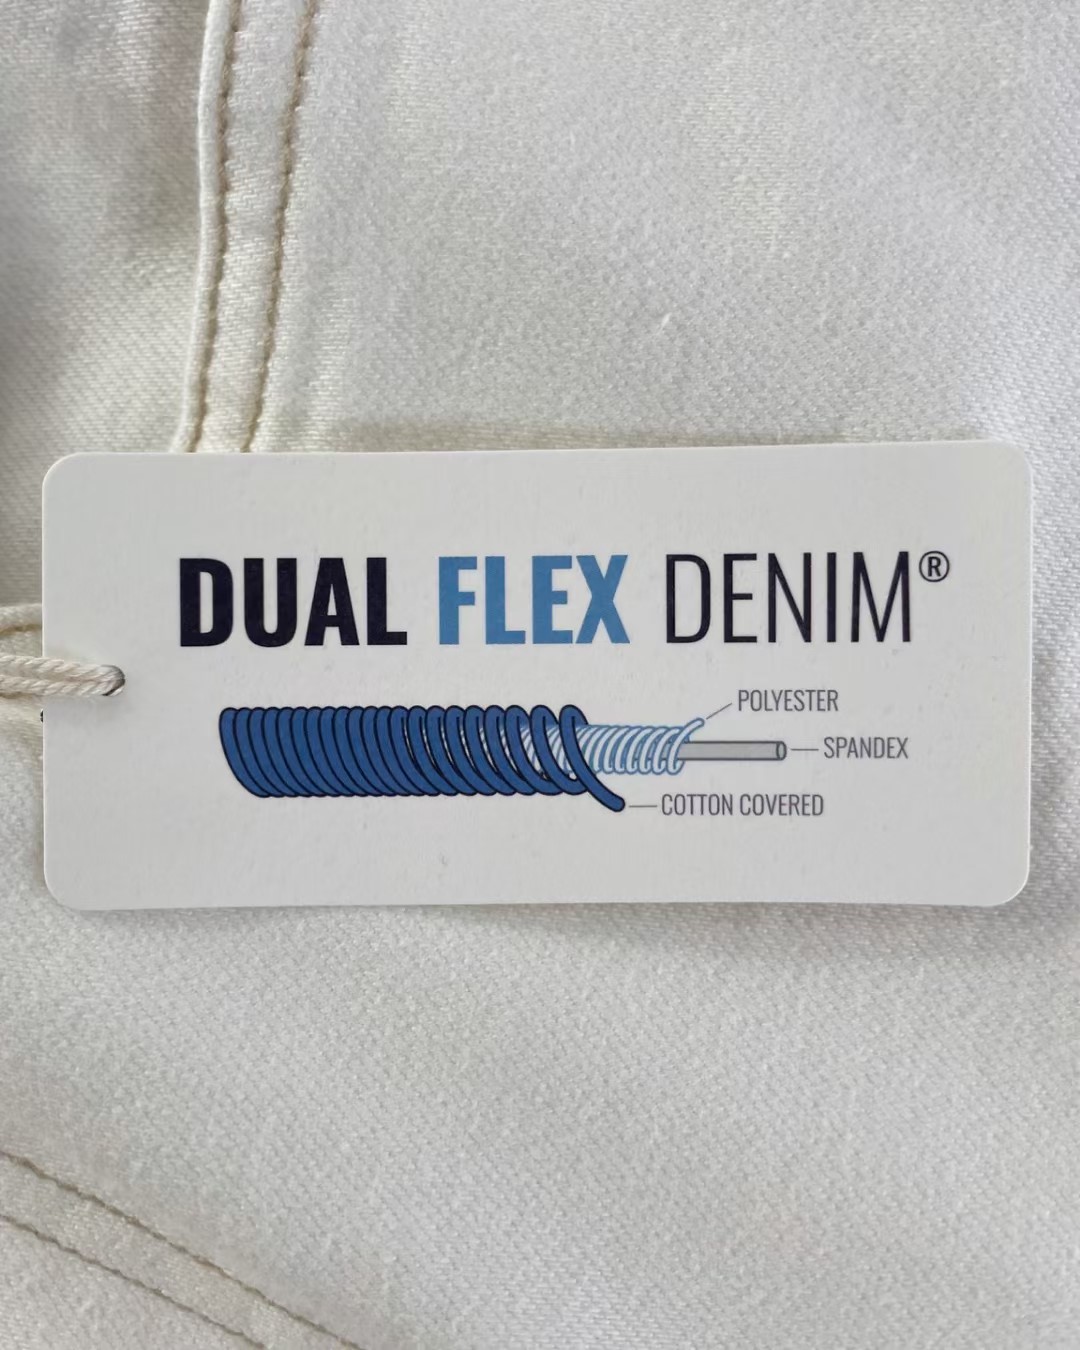 DUAL FLEX DENIM®
POLYESTER
SPANDEX
COTTON COVERED